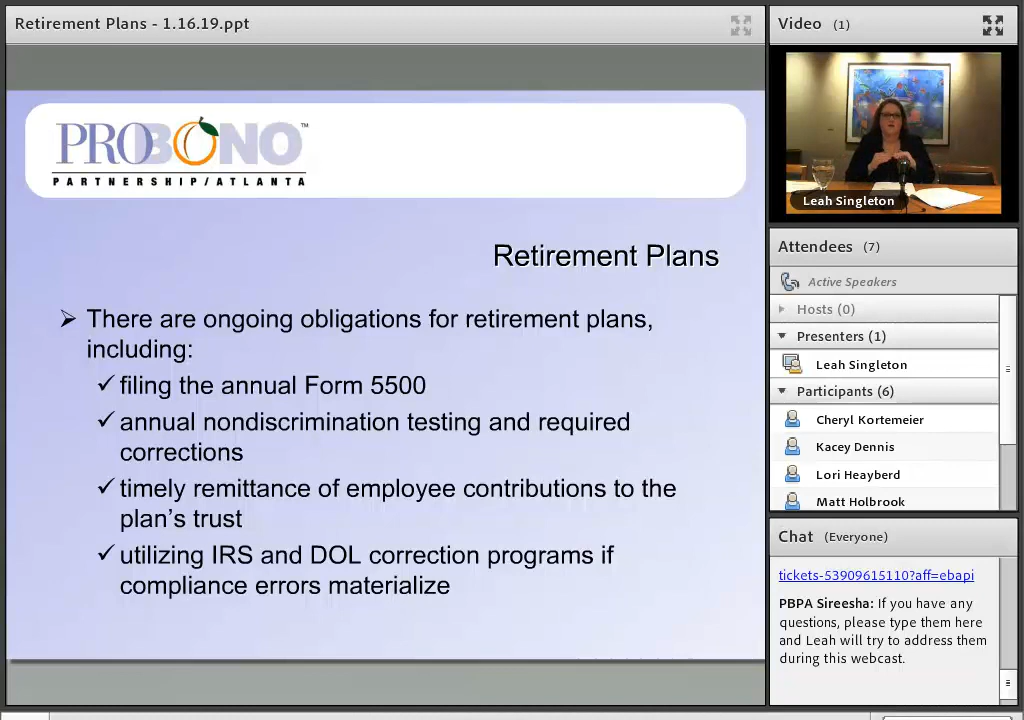 Retirement Plans - 1.16.19.ppt
PROBONO™
PARTNERSHIP/ATLANTA
Retirement Plans
There are ongoing obligations for retirement plans,
including:
filing the annual Form 5500
annual nondiscrimination testing and required
corrections
timely remittance of employee contributions to the
plan's trust
utilizing IRS and DOL correction programs if
compliance errors materialize
Video (1)
Leah Singleton
Attendees (7)
Active Speakers
Hosts (0)
Presenters (1)
Leah Singleton
Participants (6)
Cheryl Kortemeier
Kacey Dennis
Lori Heayberd
Matt Holbrook
Chat (Everyone)
tickets-53909615110?aff=ebapi
PBPA Sireesha: If you have any
questions, please type them here
and Leah will try to address them
during this webcast.